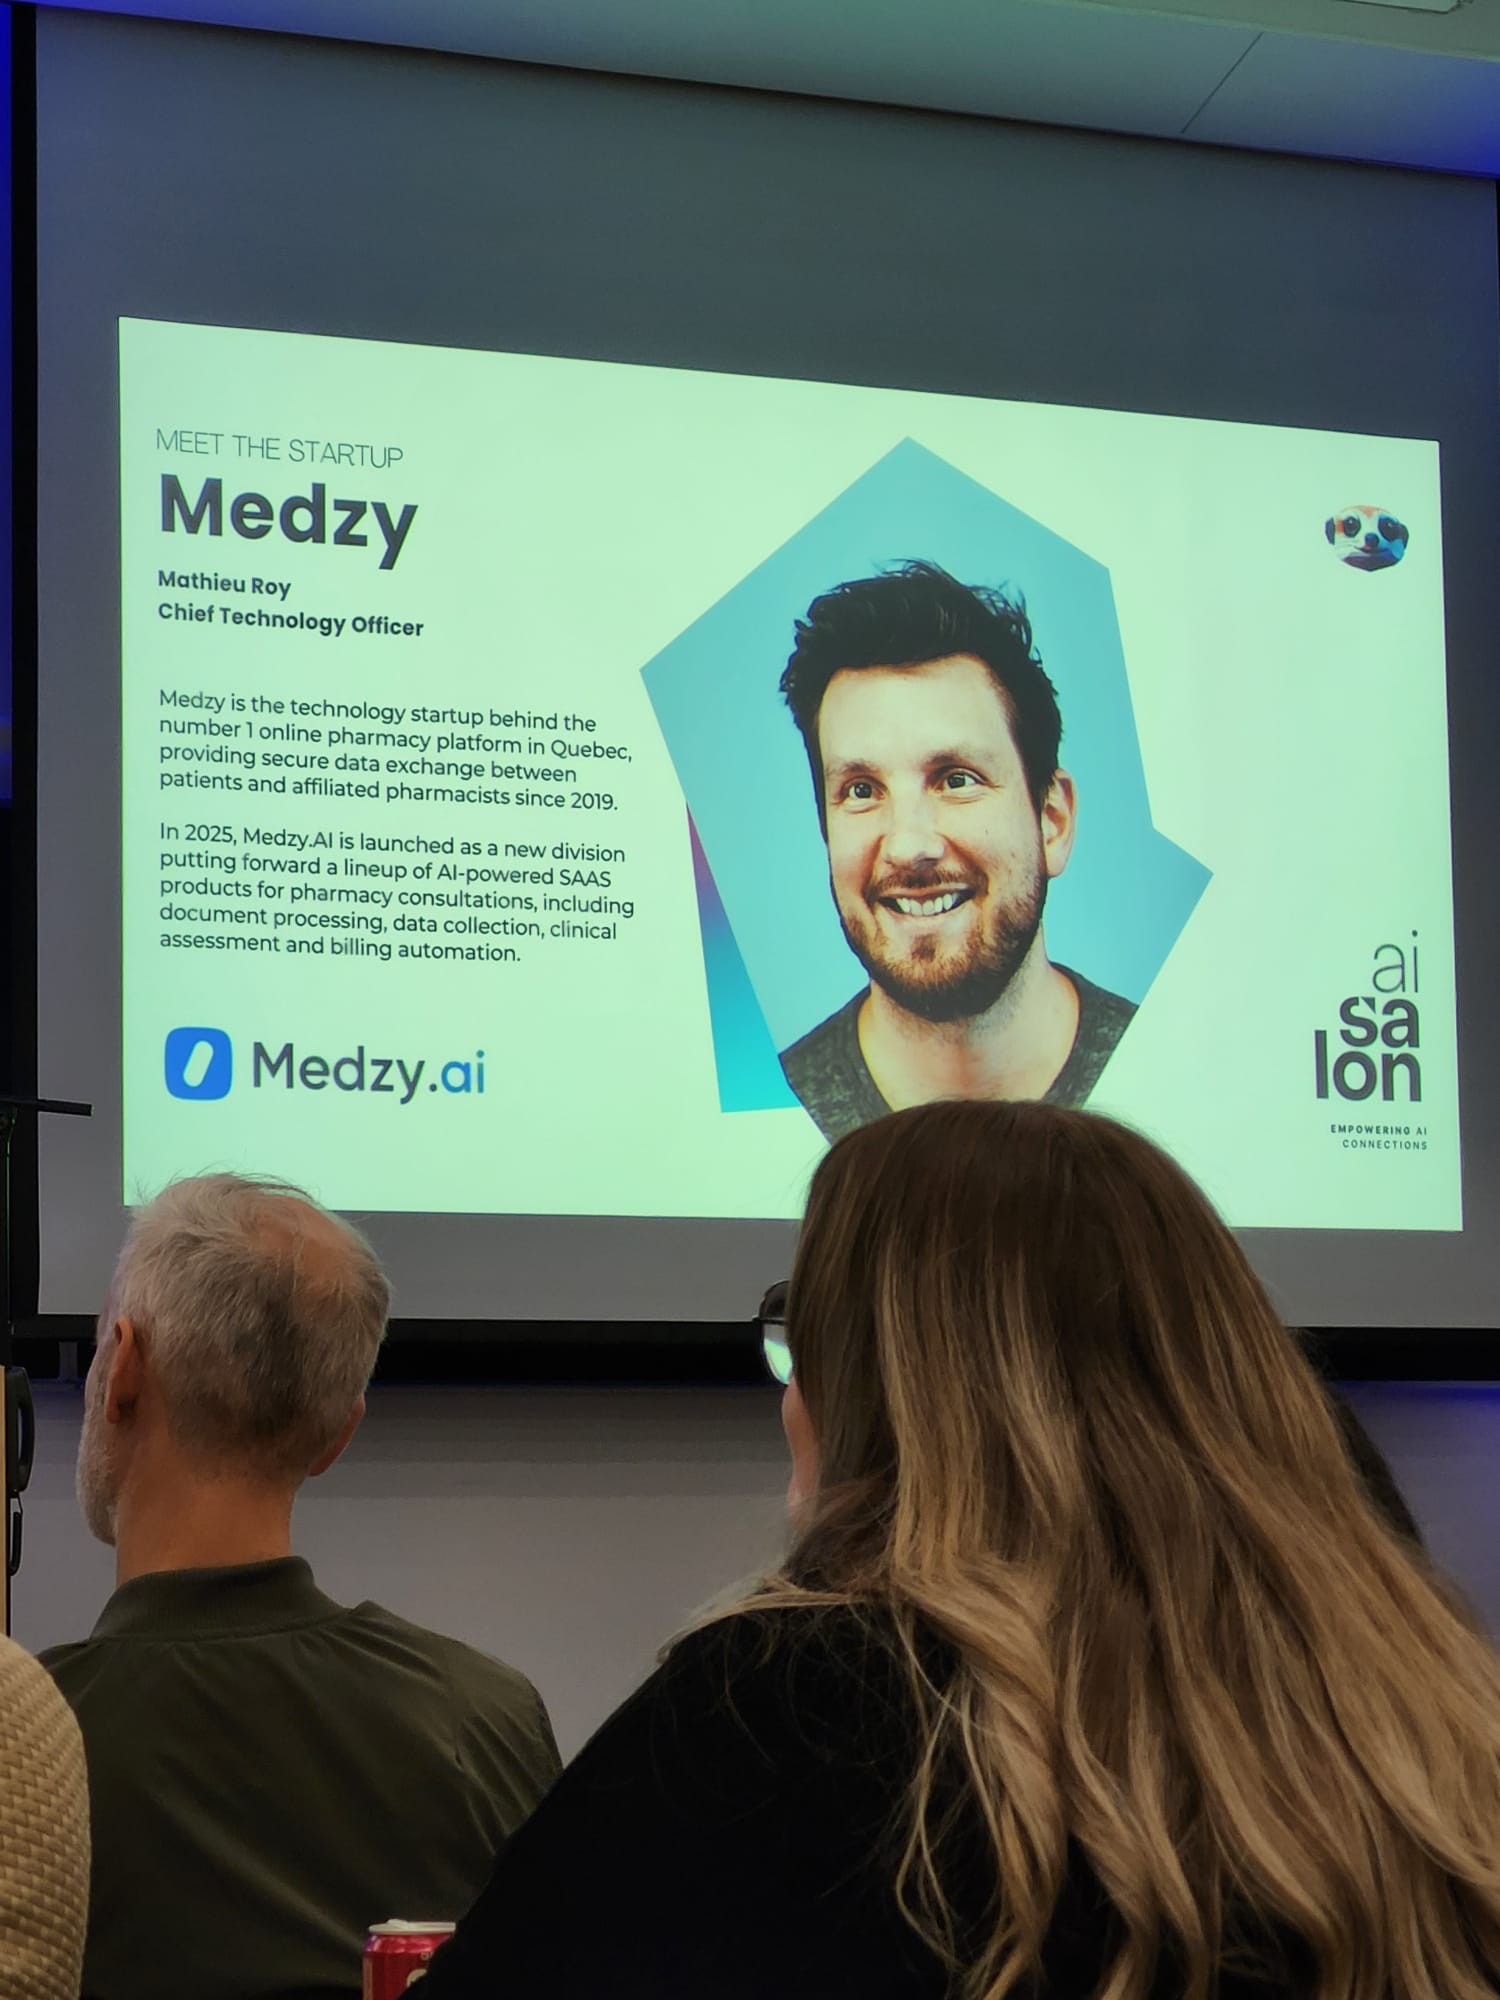 MEET THE STARTUP
Medzy
Mathieu Roy
Chief Technology Officer
Medzy is the technology startup behind the
number 1 online pharmacy platform in Quebec,
providing secure data exchange between
patients and affiliated pharmacists since 2019.
In 2025, Medzy.AI is launched as a new division
putting forward a lineup of AI-powered SAAS
products for pharmacy consultations, including
document processing, data collection, clinical
assessment and billing automation.
Medzy.ai
ai
sa
lon
EMPOWERING AI
CONNECTIONS